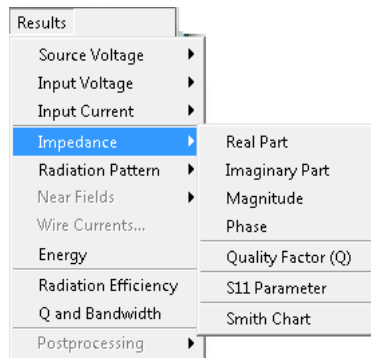 Results
Source Voltage
Input Voltage
Input Current
Impedance
Radiation Pattern
Near Fields
Wire Currents...
Energy
Radiation Efficiency
Q and Bandwidth
Postprocessing
Real Part
Imaginary Part
Magnitude
Phase
Quality Factor (Q)
S11 Parameter
Smith Chart